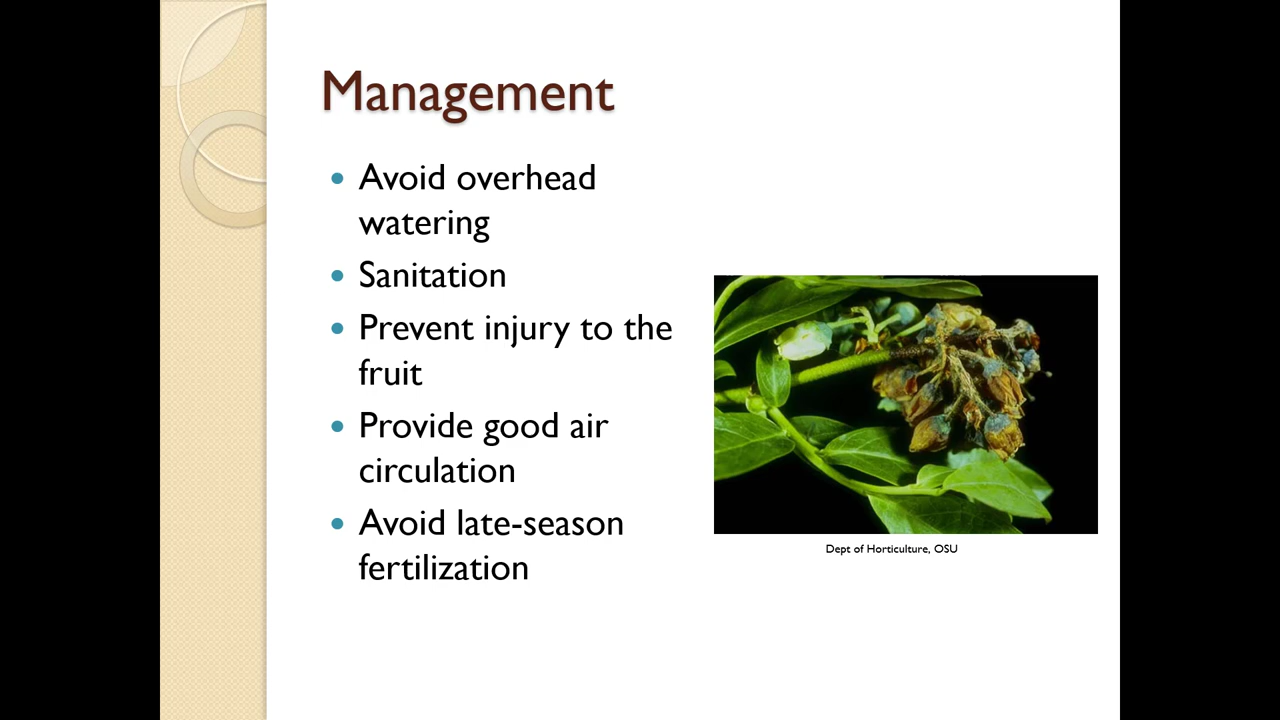 Management
• Avoid overhead
watering
• Sanitation
• Prevent injury to the
fruit
• Provide good air
circulation
• Avoid late-season
fertilization
Dept of Horticulture, OSU